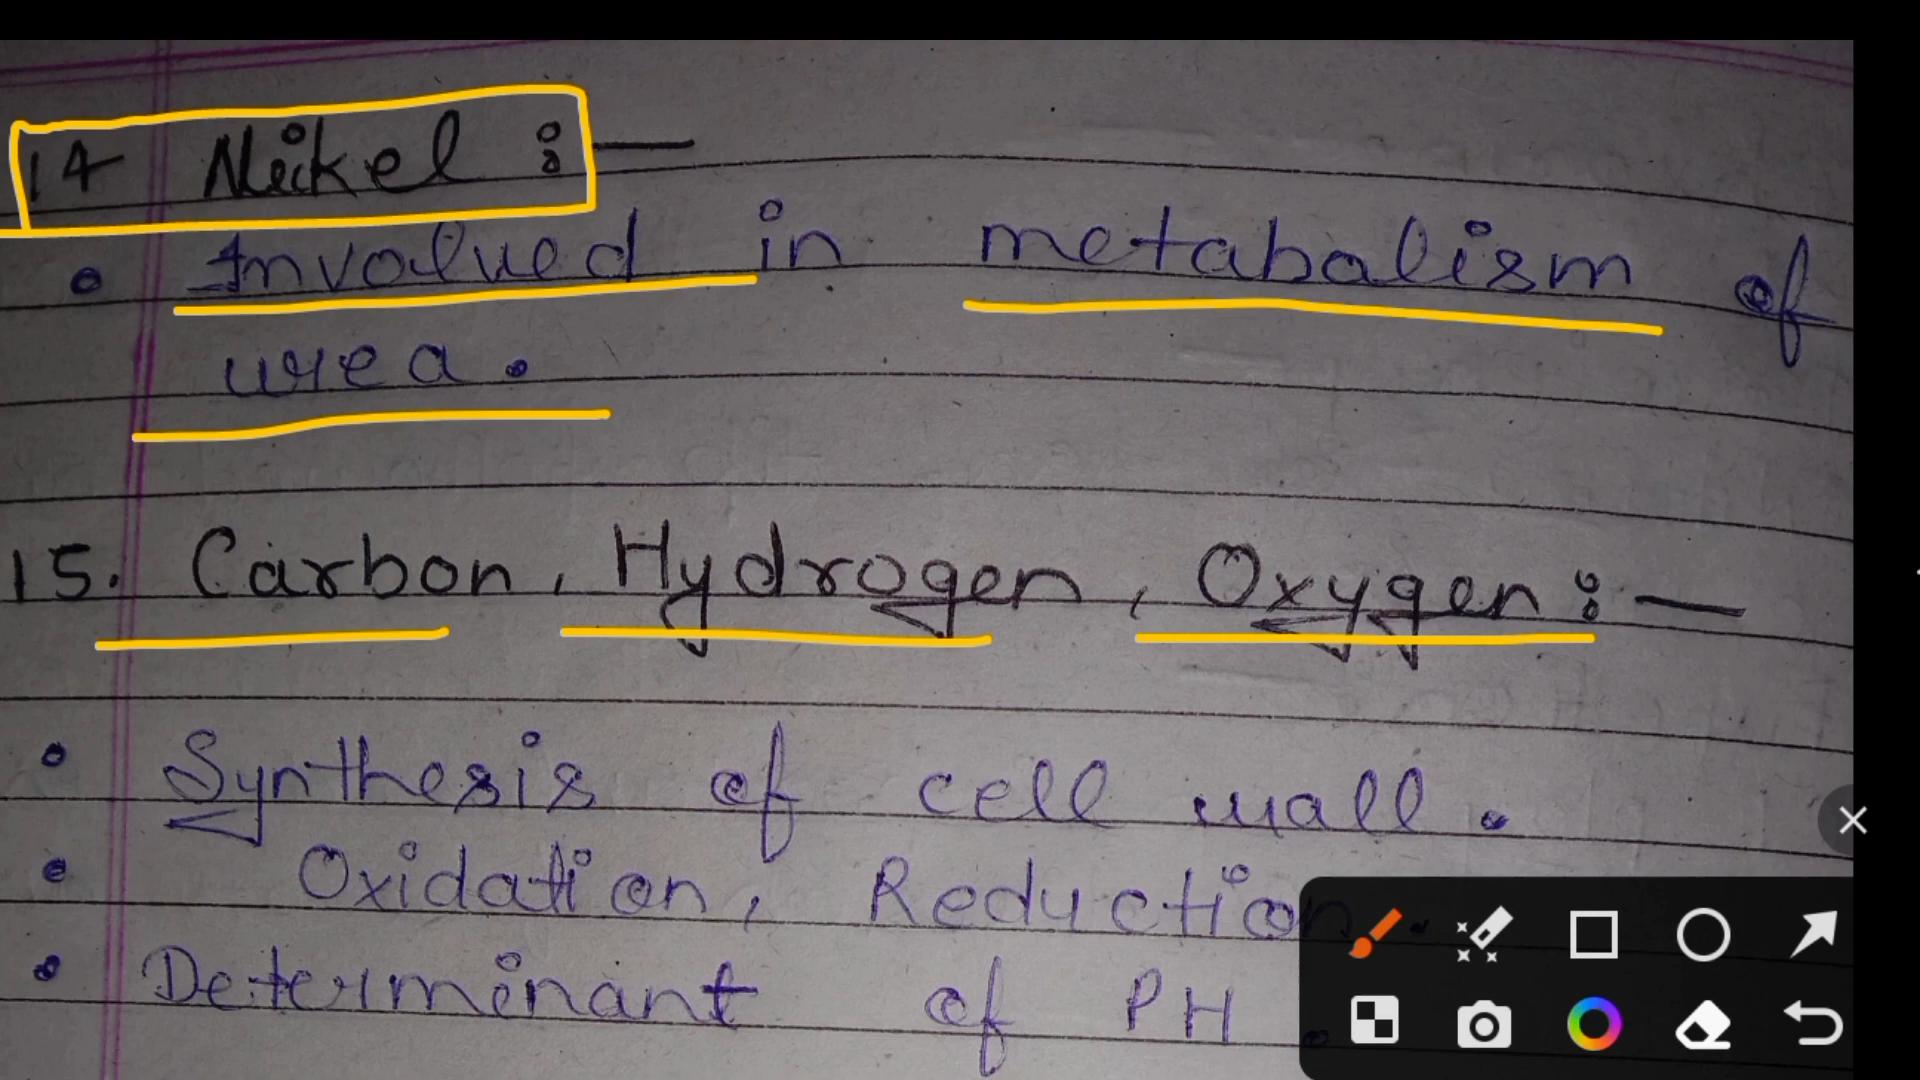 14 Nickel :—
• Involved in metabalism of
urea.
15. Carbon, Hydrogen, Oxygen :—
• Synthesis of cell wall.
• Oxidation, Reduction.
• Determinant of PH.